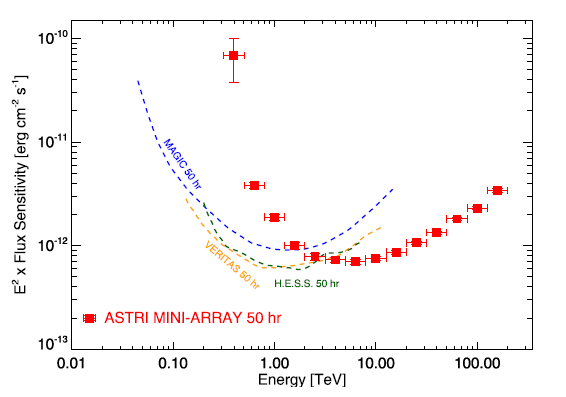 10⁻¹⁰
10⁻¹¹
10⁻¹²
10⁻¹³
E² x Flux Sensitivity [erg cm⁻² s⁻¹]
MAGIC 50 hr
VERITAS 50 hr
H.E.S.S. 50 hr
ASTRI MINI-ARRAY 50 hr
0.01 0.10 1.00 10.00 100.00
Energy [TeV]